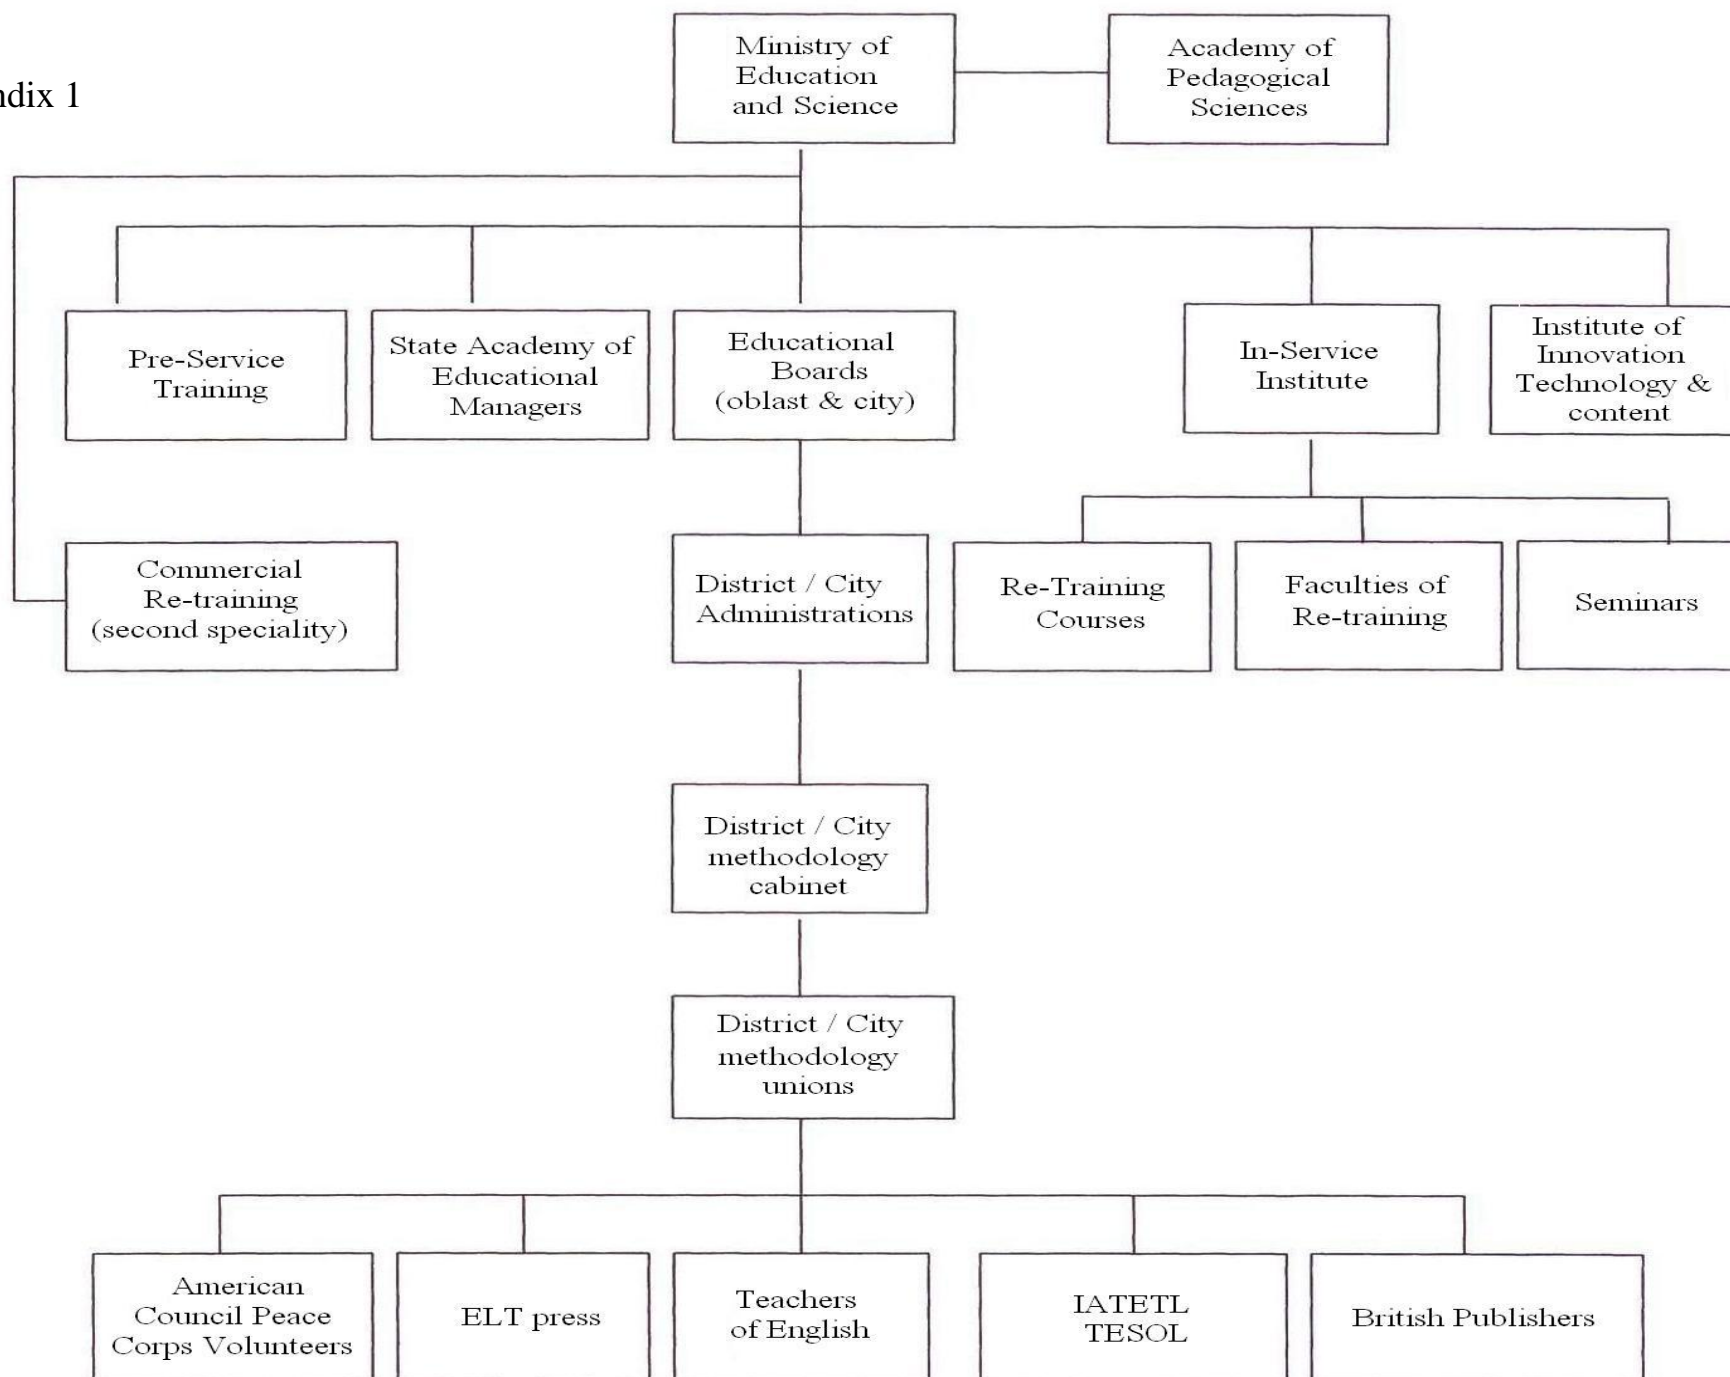 Ministry of
Education
and Science
Academy of
Pedagogical
Sciences
ndix 1
Pre-Service
Training
State Academy of
Educational
Managers
Educational
Boards
(oblast & city)
In-Service
Institute
Institute of
Innovation
Technology &
content
Commercial
Re-training
(second speciality)
District / City
Administrations
Re-Training
Courses
Faculties of
Re-training
Seminars
District / City
methodology
cabinet
District / City
methodology
unions
American
Council Peace
Corps Volunteers
ELT press
Teachers
of English
IATETL
TESOL
British Publishers